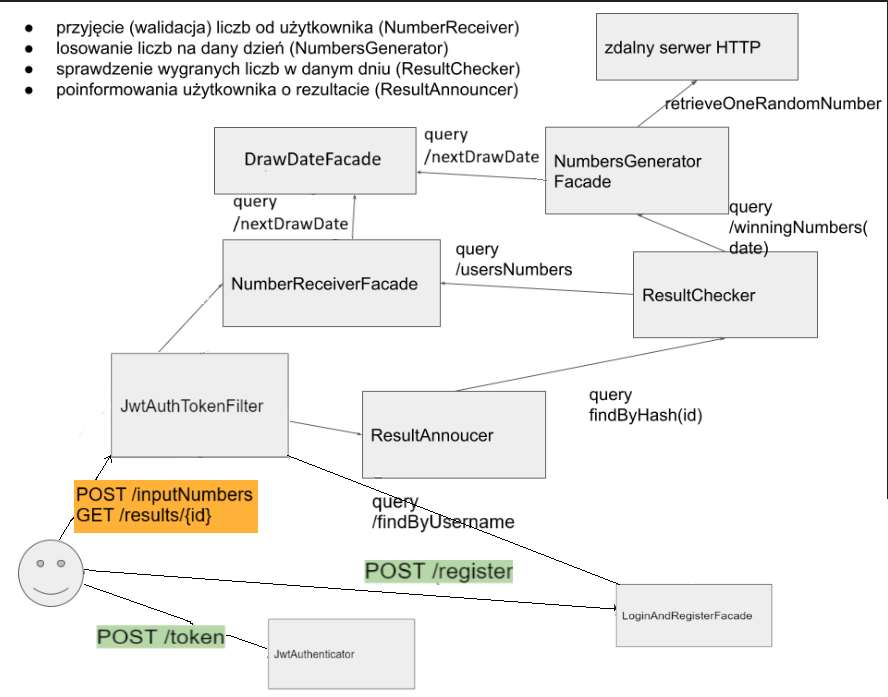 ● przyjęcie (walidacja) liczb od użytkownika (NumberReceiver)
● losowanie liczb na dany dzień (NumbersGenerator)
● sprawdzenie wygranych liczb w danym dniu (ResultChecker)
● poinformowania użytkownika o rezultacie (ResultAnnouncer)
zdalny serwer HTTP
retrieveOneRandomNumber
DrawDateFacade
query
/nextDrawDate
NumbersGenerator
Facade
query
/nextDrawDate
query
/winningNumbers(
date)
NumberReceiverFacade
query
/usersNumbers
ResultChecker
JwtAuthTokenFilter
ResultAnnoucer
query
findByHash(id)
POST /inputNumbers
GET /results/{id}
query
/findByUsername
POST /register
LoginAndRegisterFacade
POST /token
JwtAuthenticator